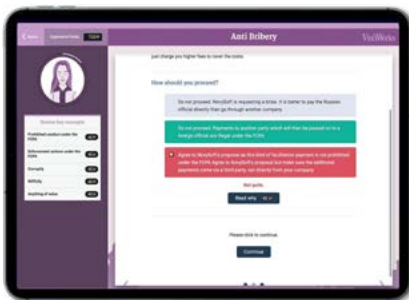 Anti Bribery
VinciWorks
just charge you higher fees to cover the costs.
How should you proceed?
Do not proceed. RenySoft is requesting a bribe. It is better to pay the Russian
official directly than go through another company.
Do not proceed. Payments to another party which will then be passed on to a
foreign official are illegal under the FCPA.
Agree to RenySoft's proposal as this kind of facilitation payment is not prohibited
under the FCPA. Agree to RenySoft's proposal but make sure the additional
payments come via a third party, not directly from your company.
Not quite.
Read why
Please click to continue
Continue
Review key concepts
Prohibited conduct under the
FCPA
Enforcement actions under the
FCPA
Corruptly
Willfully
Anything of value